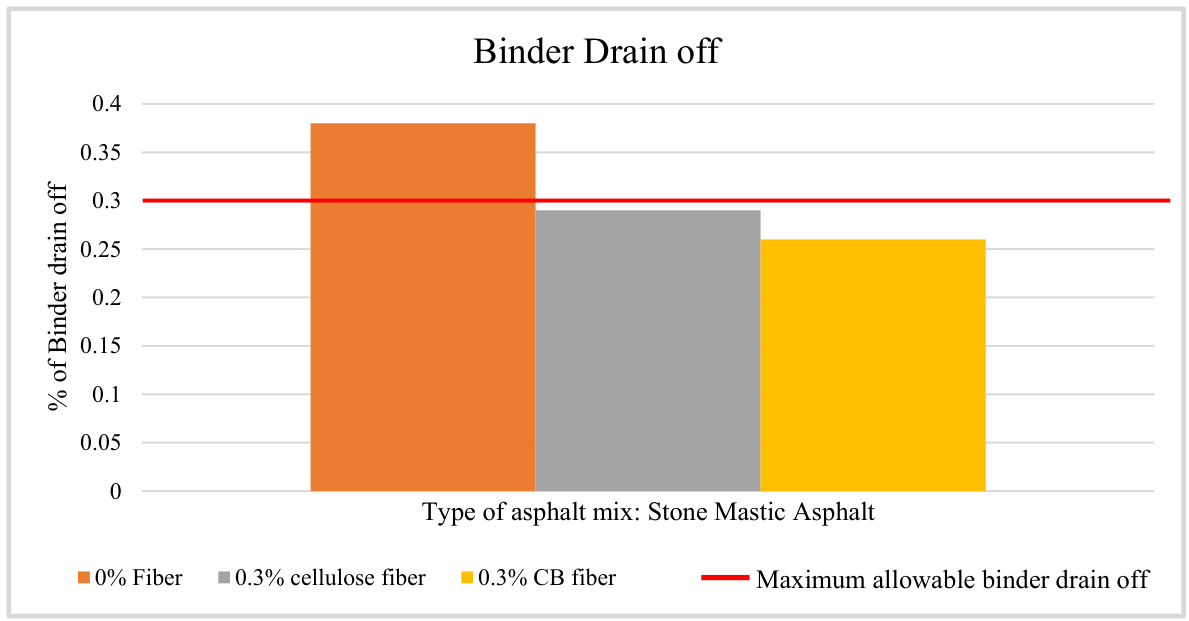 Binder Drain off
% of Binder drain off
0.4
0.35
0.3
0.25
0.2
0.15
0.1
0.05
0
Type of asphalt mix: Stone Mastic Asphalt
0% Fiber 0.3% cellulose fiber 0.3% CB fiber Maximum allowable binder drain off